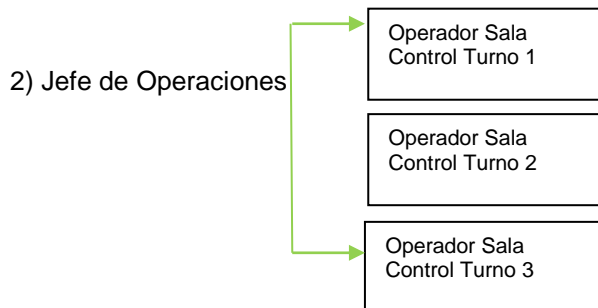 2) Jefe de Operaciones
Operador Sala
Control Turno 1
Operador Sala
Control Turno 2
Operador Sala
Control Turno 3